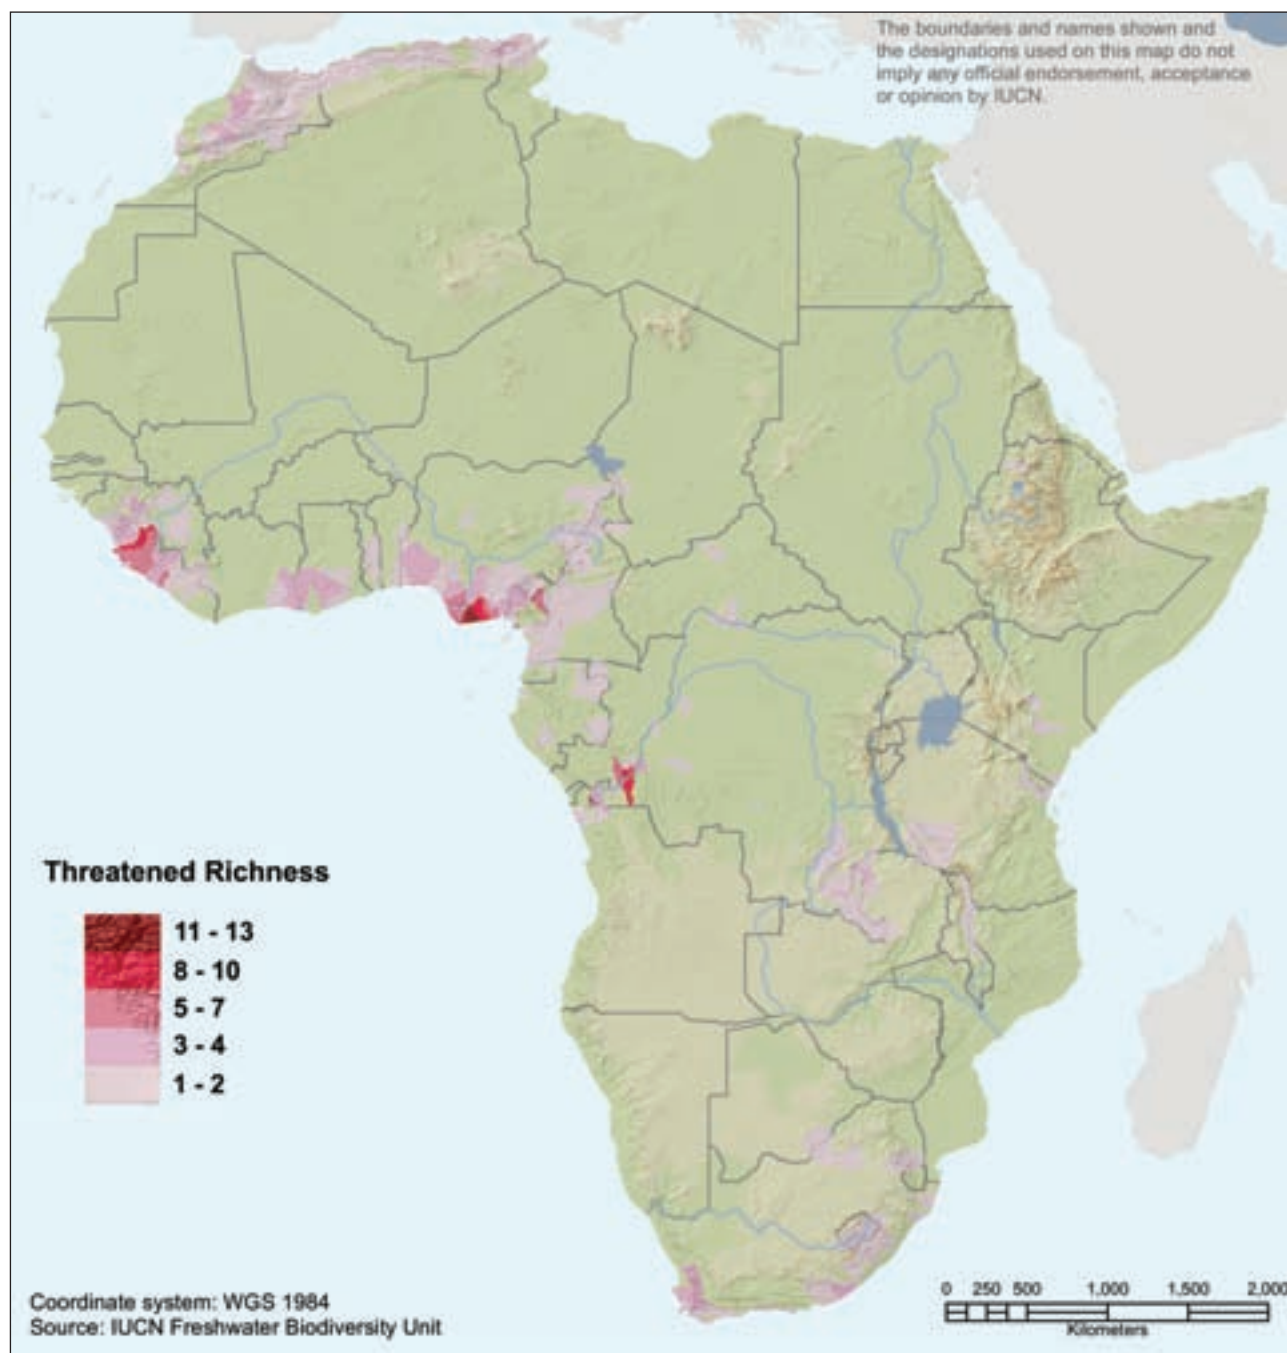 The boundaries and names shown and
the designations used on this map do not
imply any official endorsement, acceptance
or opinion by IUCN.
Threatened Richness
11 - 13
8 - 10
5 - 7
3 - 4
1 - 2
Coordinate system: WGS 1984
Source: IUCN Freshwater Biodiversity Unit
0 250 500 1,000 1,500 2,000
Kilometers